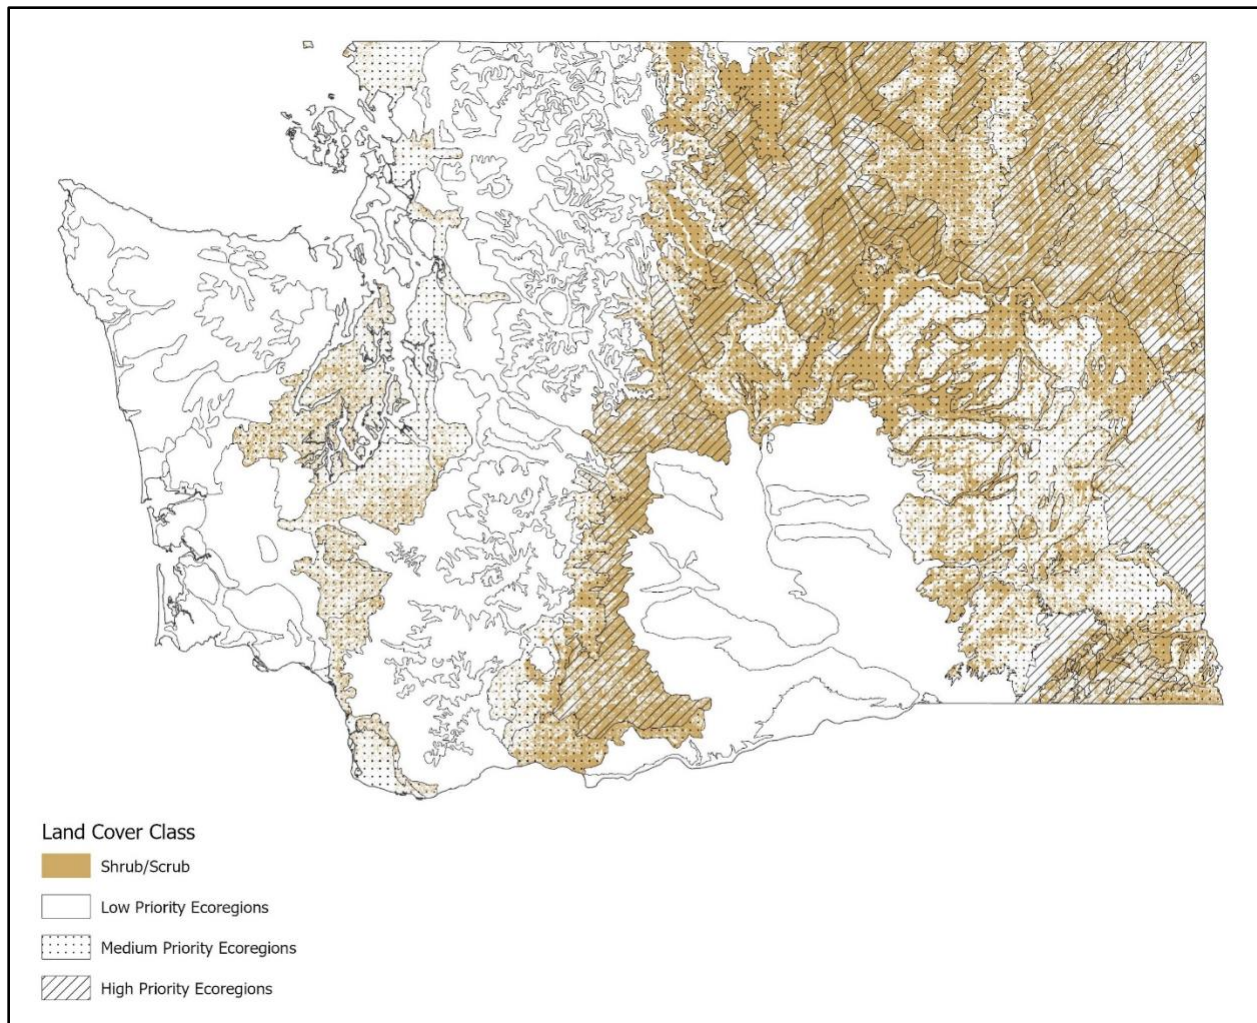 Land Cover Class
Shrub/Scrub
Low Priority Ecoregions
Medium Priority Ecoregions
High Priority Ecoregions